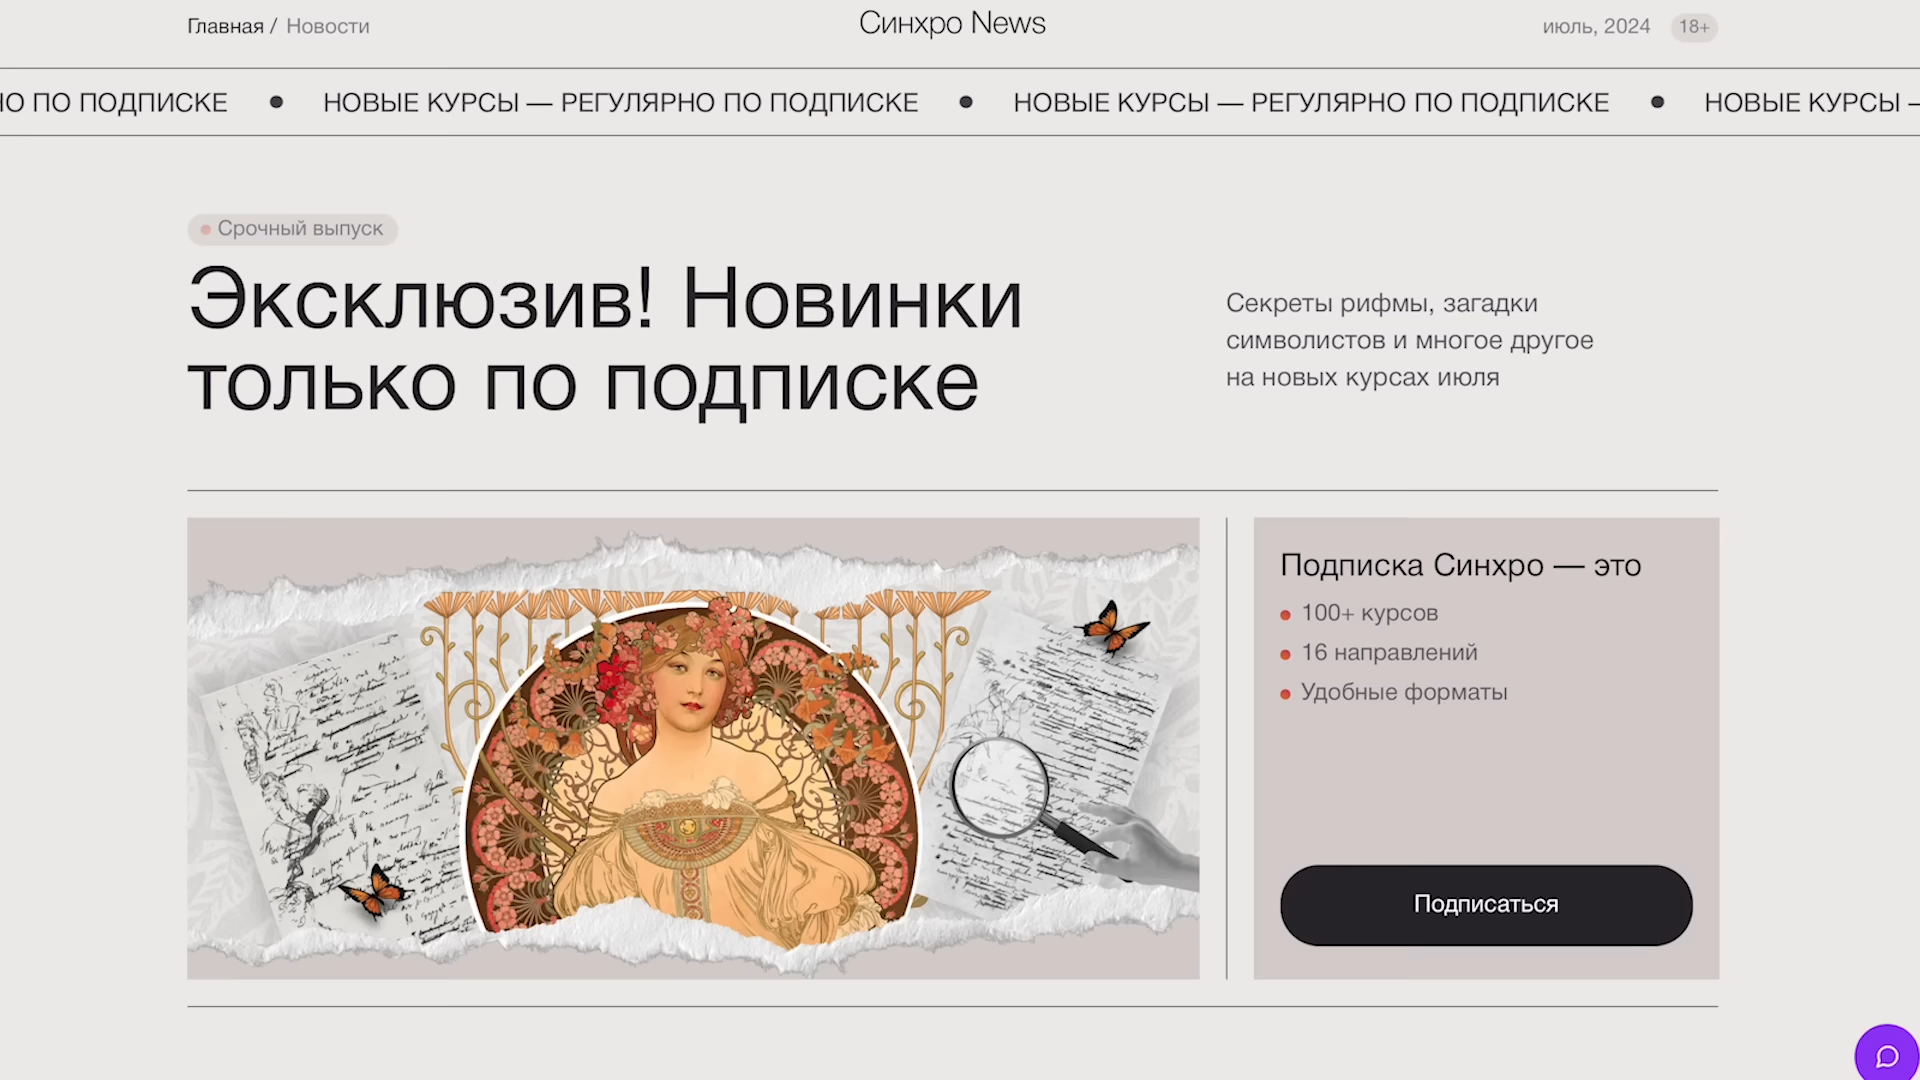 Главная / Новости
Синхро News
июль, 2024
18+
НО ПО ПОДПИСКЕ ● НОВЫЕ КУРСЫ — РЕГУЛЯРНО ПО ПОДПИСКЕ ● НОВЫЕ КУРСЫ — РЕГУЛЯРНО ПО ПОДПИСКЕ ● НОВЫЕ КУРСЫ —
Срочный выпуск
Эксклюзив! Новинки
только по подписке
Секреты рифмы, загадки
символистов и многое другое
на новых курсах июля
Подписка Синхро — это
100+ курсов
16 направлений
Удобные форматы
Подписаться